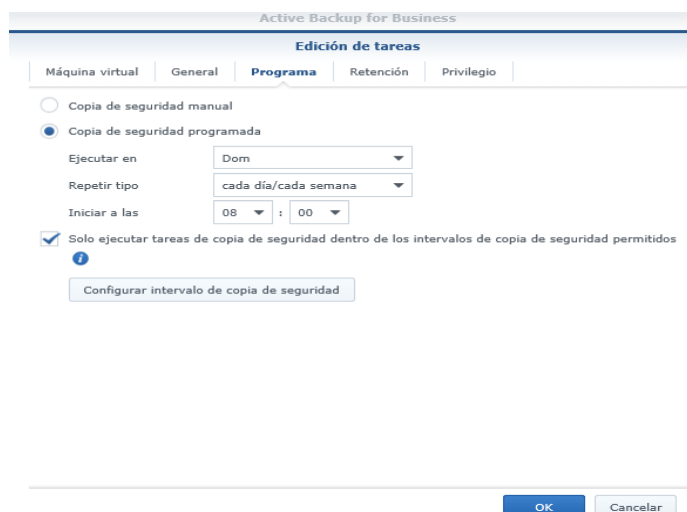 Active Backup for Business
Edición de tareas
Máquina virtual General Programa Retención Privilegio
Copia de seguridad manual
Copia de seguridad programada
Ejecutar en Dom
Repetir tipo cada día/cada semana
Iniciar a las 08 : 00
Solo ejecutar tareas de copia de seguridad dentro de los intervalos de copia de seguridad permitidos
i
Configurar intervalo de copia de seguridad
OK Cancelar